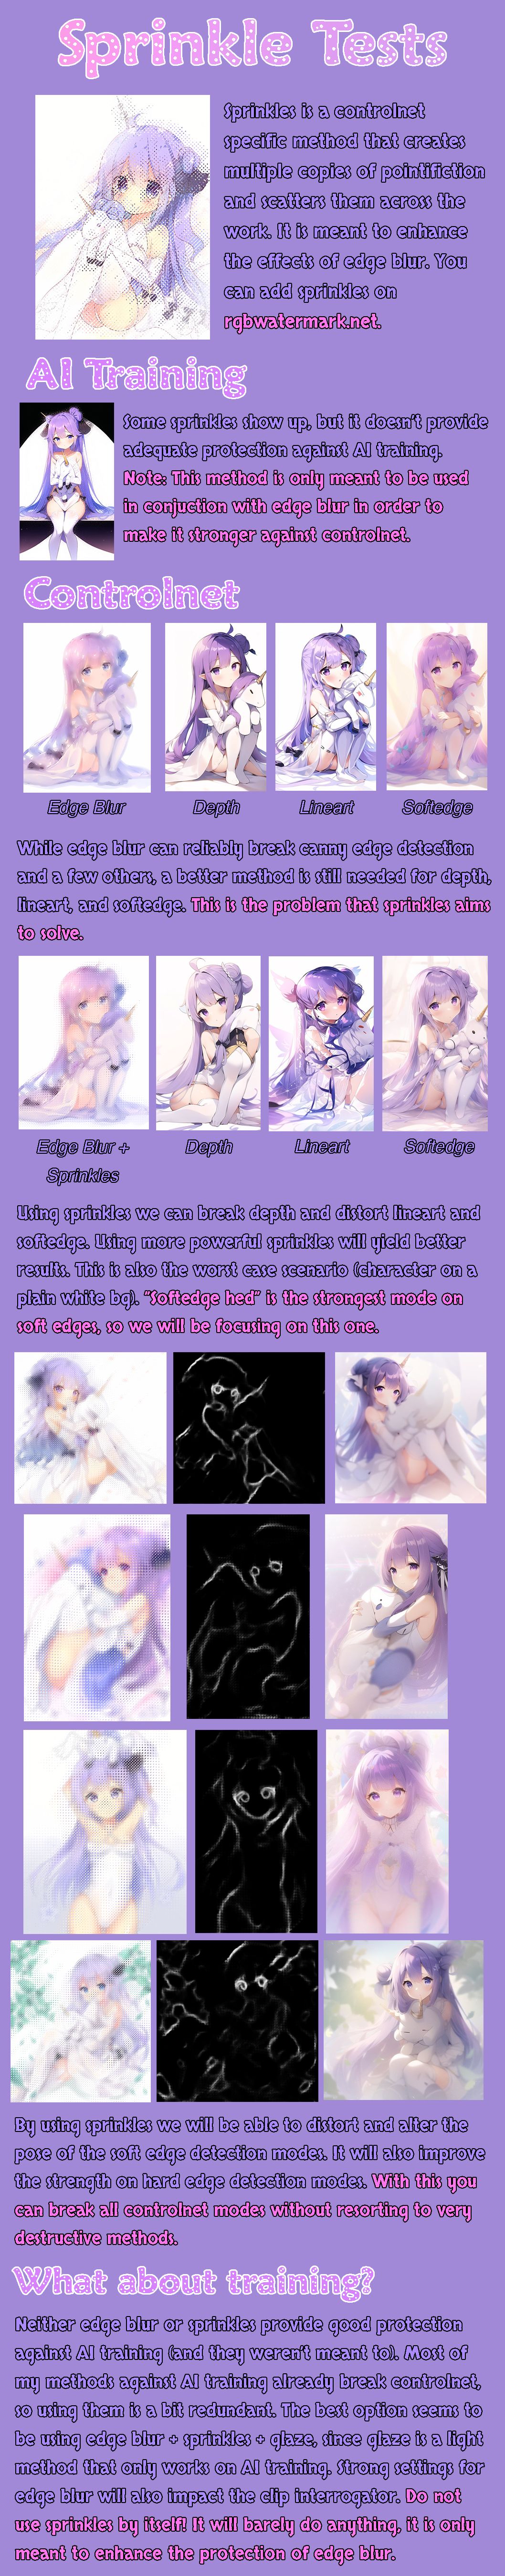 Sprinkle Tests
Sprinkles is a controlnet
specific method that creates
multiple copies of pointifiction
and scatters them across the
work. It is meant to enhance
the effects of edge blur. You
can add sprinkles on
rgbwatermark.net.
AI Training
Some sprinkles show up, but it doesn't provide
adequate protection against AI training.
Note: This method is only meant to be used
in conjuction with edge blur in order to
make it stronger against controlnet.
Controlnet
Edge Blur
Depth
Lineart
Softedge
While edge blur can reliably break canny edge detection
and a few others, a better method is still needed for depth,
lineart, and softedge. This is the problem that sprinkles aims
to solve.
Edge Blur +
Sprinkles
Depth
Lineart
Softedge
Using sprinkles we can break depth and distort lineart and
softedge. Using more powerful sprinkles will yield better
results. This is also the worst case scenario (character on a
plain white bg). "Softedge hed" is the strongest mode on
soft edges, so we will be focusing on this one.
By using sprinkles we will be able to distort and alter the
pose of the soft edge detection modes. It will also improve
the strength on hard edge detection modes. With this you
can break all controlnet modes without resorting to very
destructive methods.
What about training?
Neither edge blur or sprinkles provide good protection
against AI training (and they weren't meant to). Most of
my methods against AI training already break controlnet,
so using them is a bit redundant. The best option seems to
be using edge blur + sprinkles + glaze, since glaze is a light
method that only works on AI training. Strong settings for
edge blur will also impact the clip interrogator. Do not
use sprinkles by itself! It will barely do anything, it is only
meant to enhance the protection of edge blur.